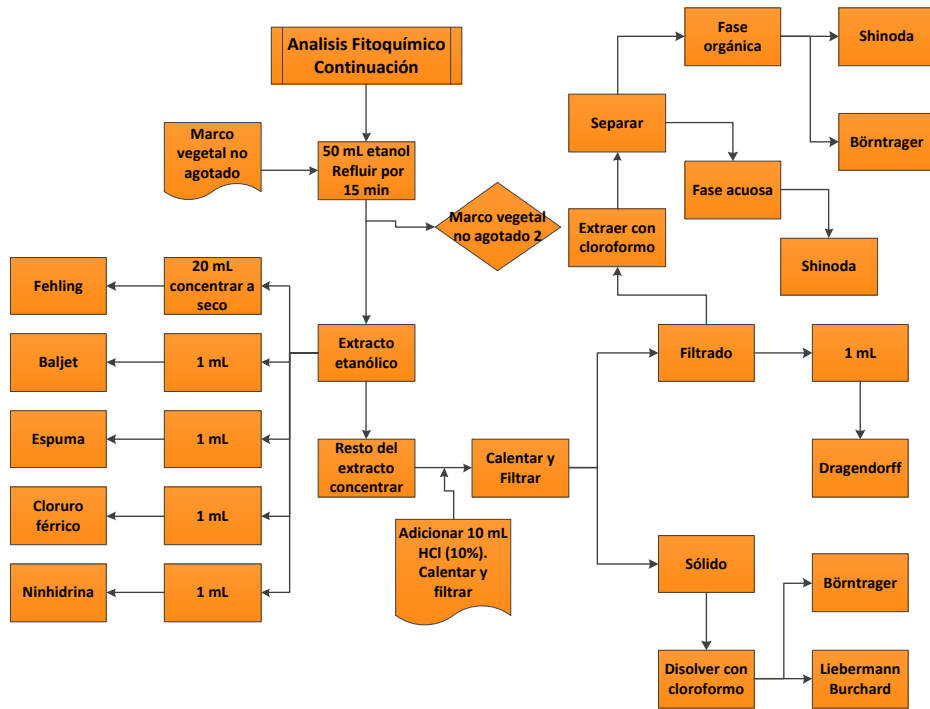 Analisis Fitoquímico
Continuación
Marco
vegetal no
agotado
50 mL etanol
Refluir por
15 min
Marco vegetal
no agotado 2
Extracto
etanólico
20 mL
concentrar a
seco
Fehling
1 mL
Baljet
1 mL
Espuma
1 mL
Cloruro
férrico
1 mL
Ninhidrina
Resto del
extracto
concentrar
Adicionar 10 mL
HCl (10%).
Calentar y
filtrar
Calentar y
Filtrar
Filtrado
1 mL
Dragendorff
Extraer con
cloroformo
Separar
Fase
orgánica
Shinoda
Börntrager
Fase acuosa
Shinoda
Sólido
Disolver con
cloroformo
Börntrager
Liebermann
Burchard